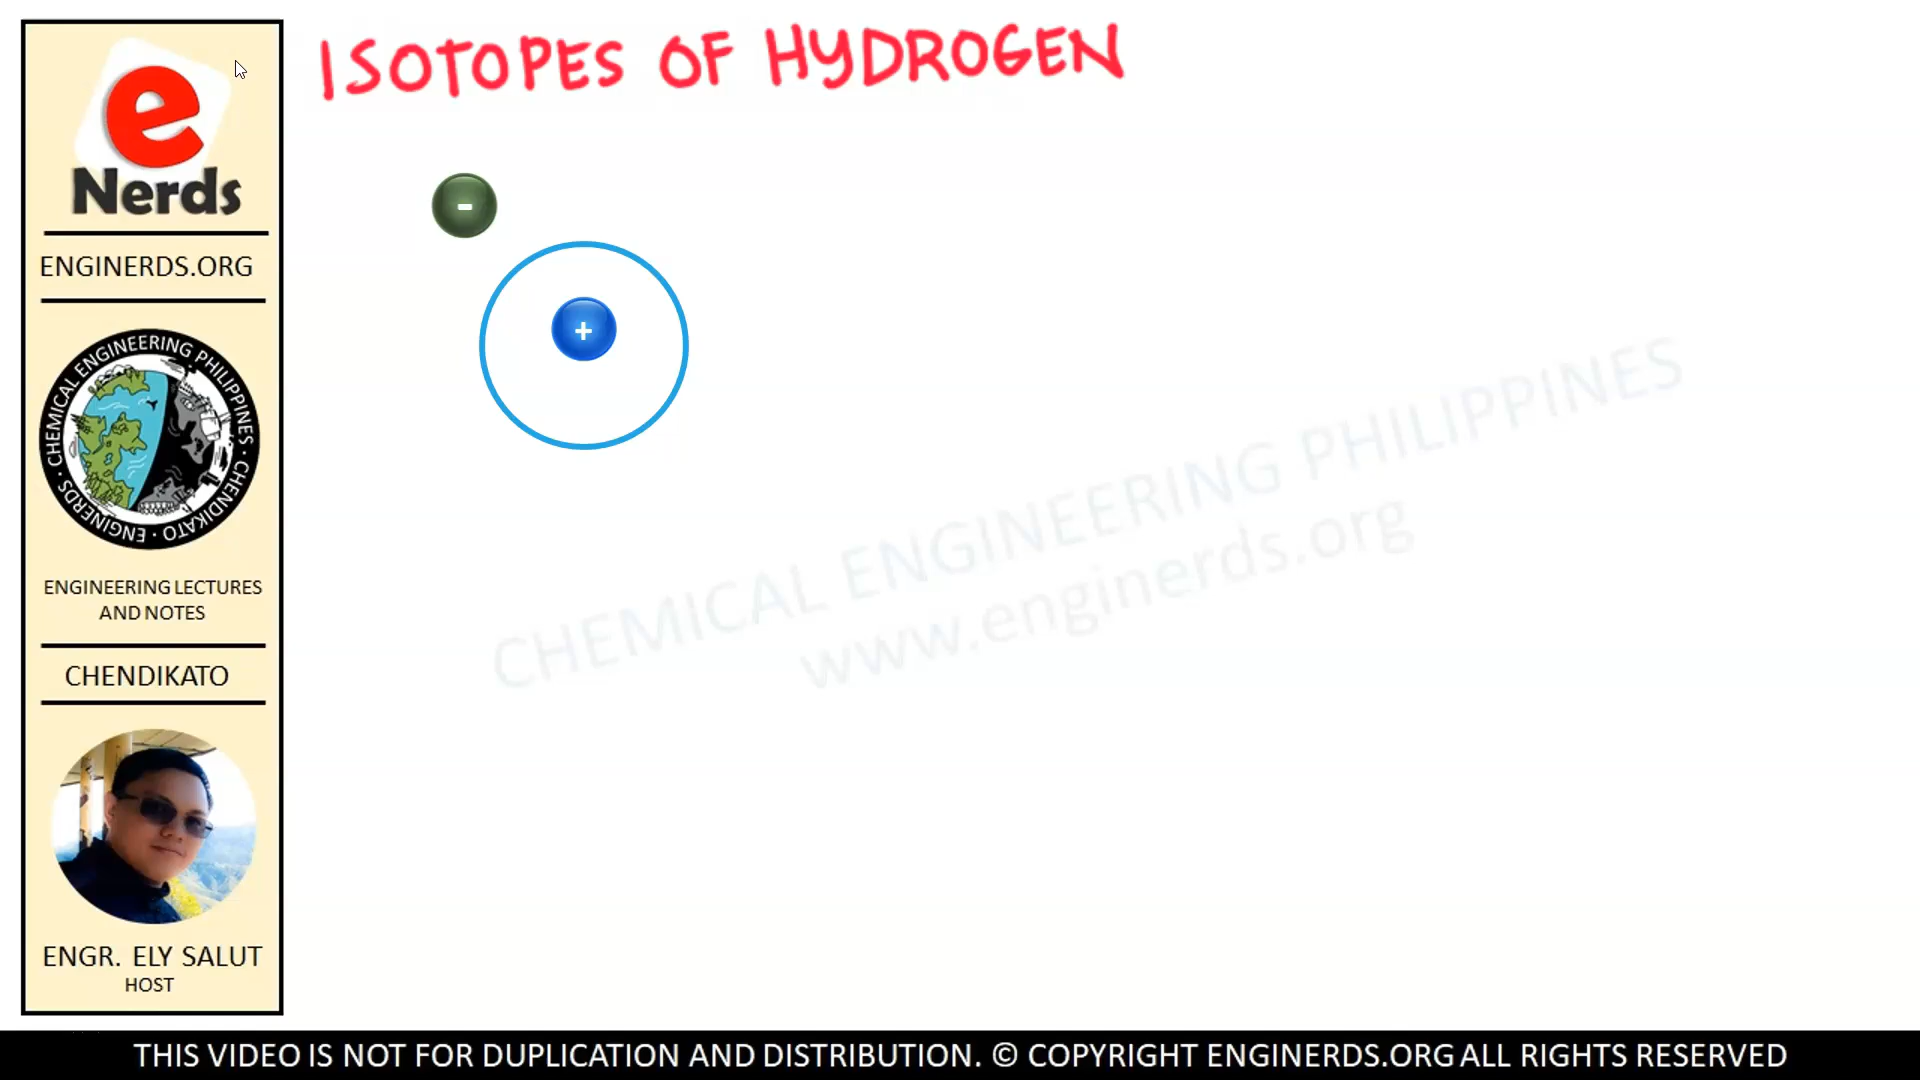 e
Nerds
ENGINERDS.ORG
CHEMICAL ENGINEERING PHILIPPINES · CHENDIKATO · ENGINERDS ·
ENGINEERING LECTURES
AND NOTES
CHENDIKATO
ENGR. ELY SALUT
HOST
ISOTOPES OF HYDROGEN
-
+
CHEMICAL ENGINEERING PHILIPPINES
www.enginerds.org
THIS VIDEO IS NOT FOR DUPLICATION AND DISTRIBUTION. © COPYRIGHT ENGINERDS.ORG ALL RIGHTS RESERVED